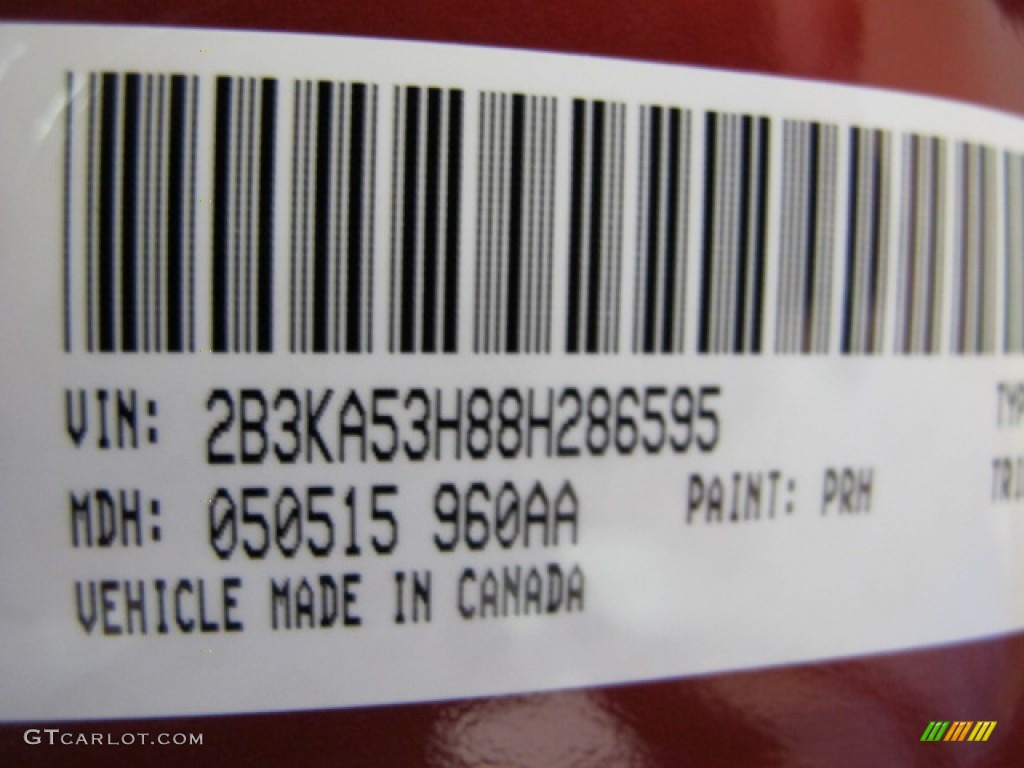 VIN: 2B3KA53H88H286595
MDH: 050515 960AA PAINT: PRH
VEHICLE MADE IN CANADA
GTCARLOT.COM